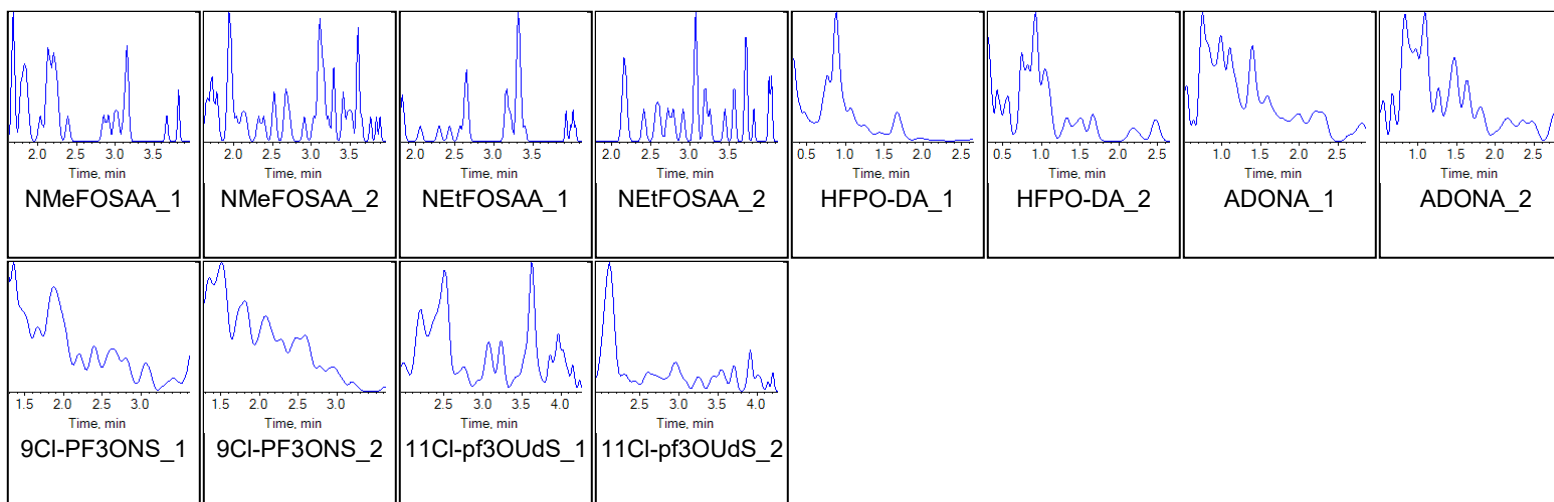 2.0 2.5 3.0 3.5
Time, min
NMeFOSAA_1
2.0 2.5 3.0 3.5
Time, min
NMeFOSAA_2
2.0 2.5 3.0 3.5
Time, min
NEtFOSAA_1
2.0 2.5 3.0 3.5
Time, min
NEtFOSAA_2
0.5 1.0 1.5 2.0 2.5
Time, min
HFPO-DA_1
0.5 1.0 1.5 2.0 2.5
Time, min
HFPO-DA_2
1.0 1.5 2.0 2.5
Time, min
ADONA_1
1.0 1.5 2.0 2.5
Time, min
ADONA_2
1.5 2.0 2.5 3.0
Time, min
9Cl-PF3ONS_1
1.5 2.0 2.5 3.0
Time, min
9Cl-PF3ONS_2
2.5 3.0 3.5 4.0
Time, min
11Cl-pf3OUdS_1
2.5 3.0 3.5 4.0
Time, min
11Cl-pf3OUdS_2